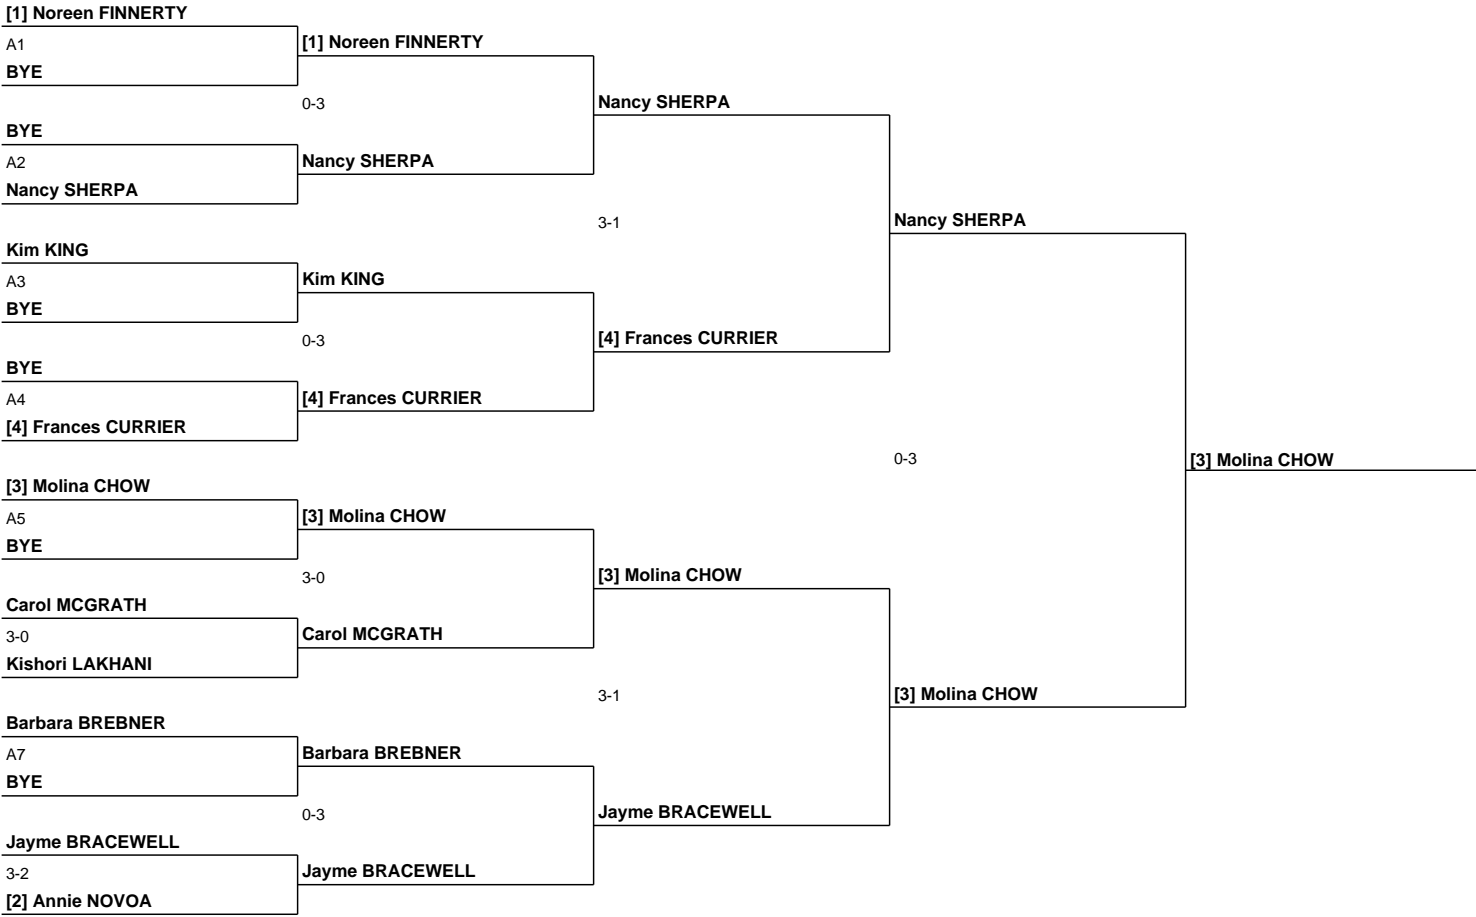 [1] Noreen FINNERTY
A1
BYE
BYE
A2
Nancy SHERPA
Kim KING
A3
BYE
BYE
A4
[4] Frances CURRIER
[3] Molina CHOW
A5
BYE
Carol MCGRATH
3-0
Kishori LAKHANI
Barbara BREBNER
A7
BYE
Jayme BRACEWELL
3-2
[2] Annie NOVOA
[1] Noreen FINNERTY
0-3
Nancy SHERPA
Kim KING
0-3
[4] Frances CURRIER
[3] Molina CHOW
3-0
Carol MCGRATH
Barbara BREBNER
0-3
Jayme BRACEWELL
Nancy SHERPA
3-1
[4] Frances CURRIER
[3] Molina CHOW
3-1
Jayme BRACEWELL
Nancy SHERPA
0-3
[3] Molina CHOW
[3] Molina CHOW